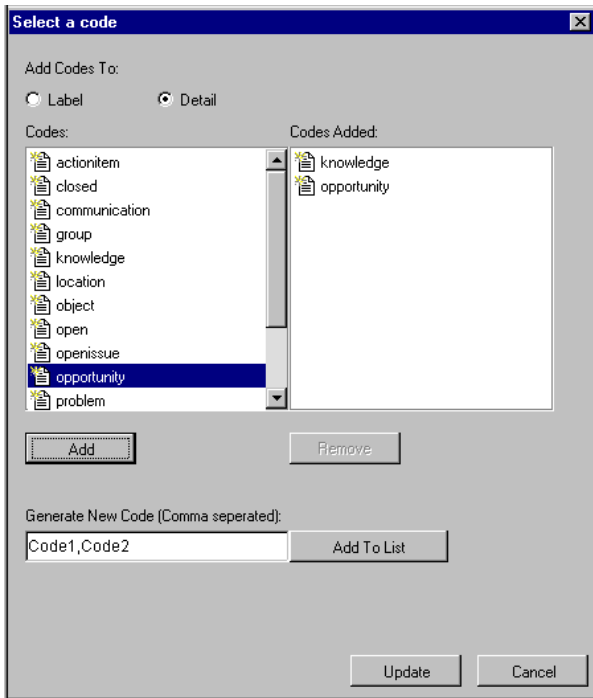 Select a code
Add Codes To:
Label
Detail
Codes:
Codes Added:
actionitem
closed
communication
group
knowledge
location
object
open
openissue
opportunity
problem
knowledge
opportunity
Add
Remove
Generate New Code (Comma seperated):
Code1,Code2
Add To List
Update
Cancel